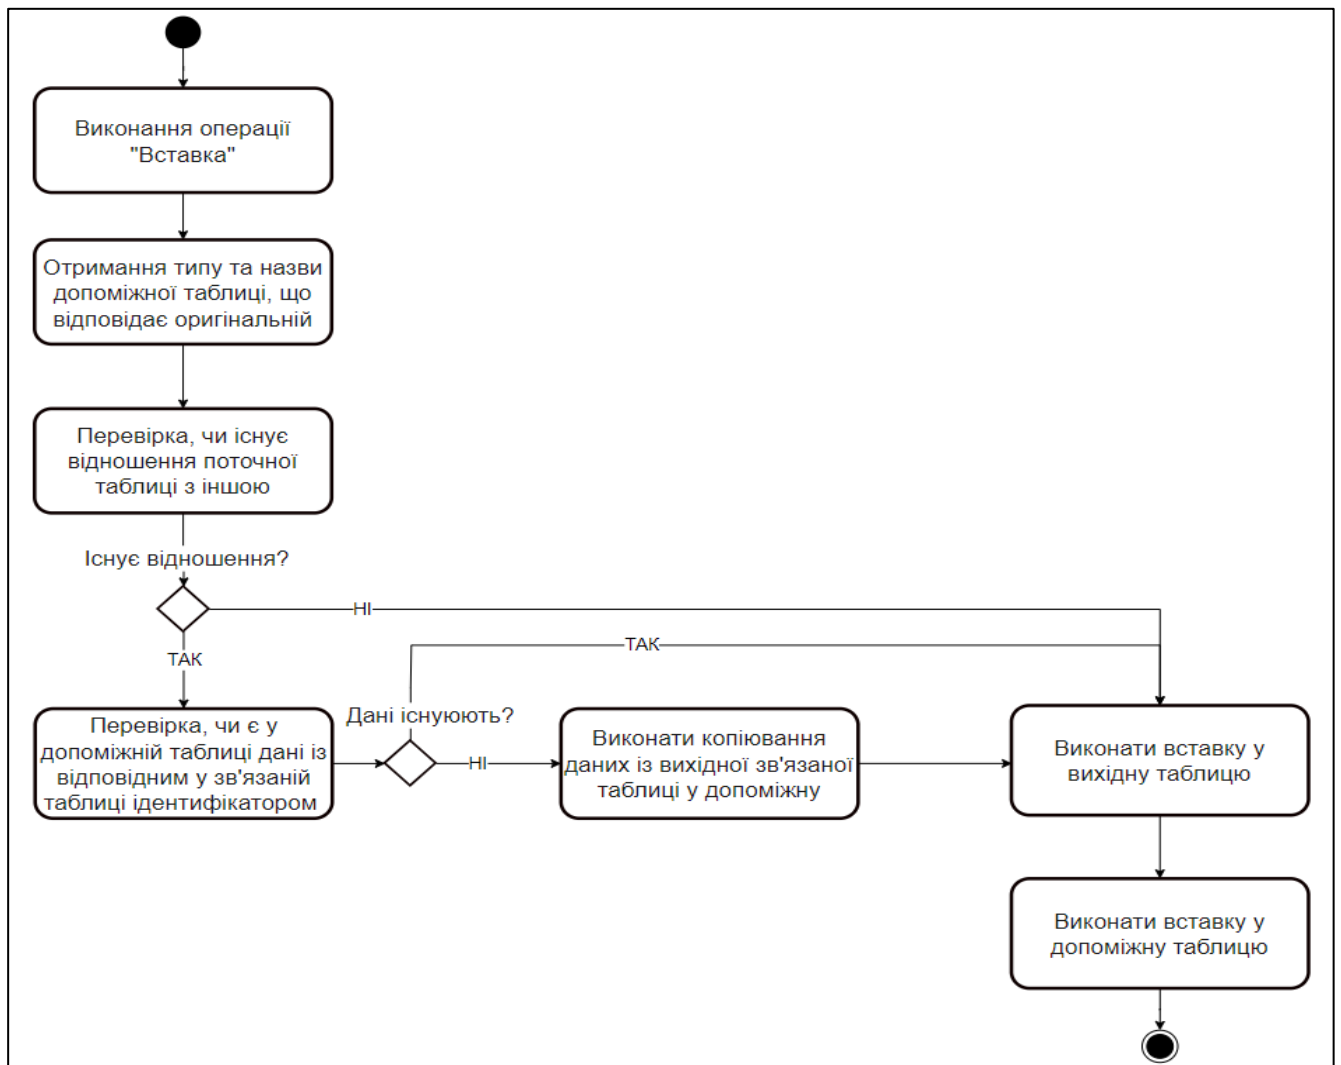 Виконання операції
"Вставка"
Отримання типу та назви
допоміжної таблиці, що
відповідає оригінальній
Перевірка, чи існує
відношення поточної
таблиці з іншою
Існує відношення?
НІ
ТАК
ТАК
Перевірка, чи є у
допоміжній таблиці дані із
відповідним у зв'язаній
таблиці ідентифікатором
Дані існуюють?
НІ
Виконати копіювання
даних із вихідної зв'язаної
таблиці у допоміжну
Виконати вставку у
вихідну таблицю
Виконати вставку у
допоміжну таблицю